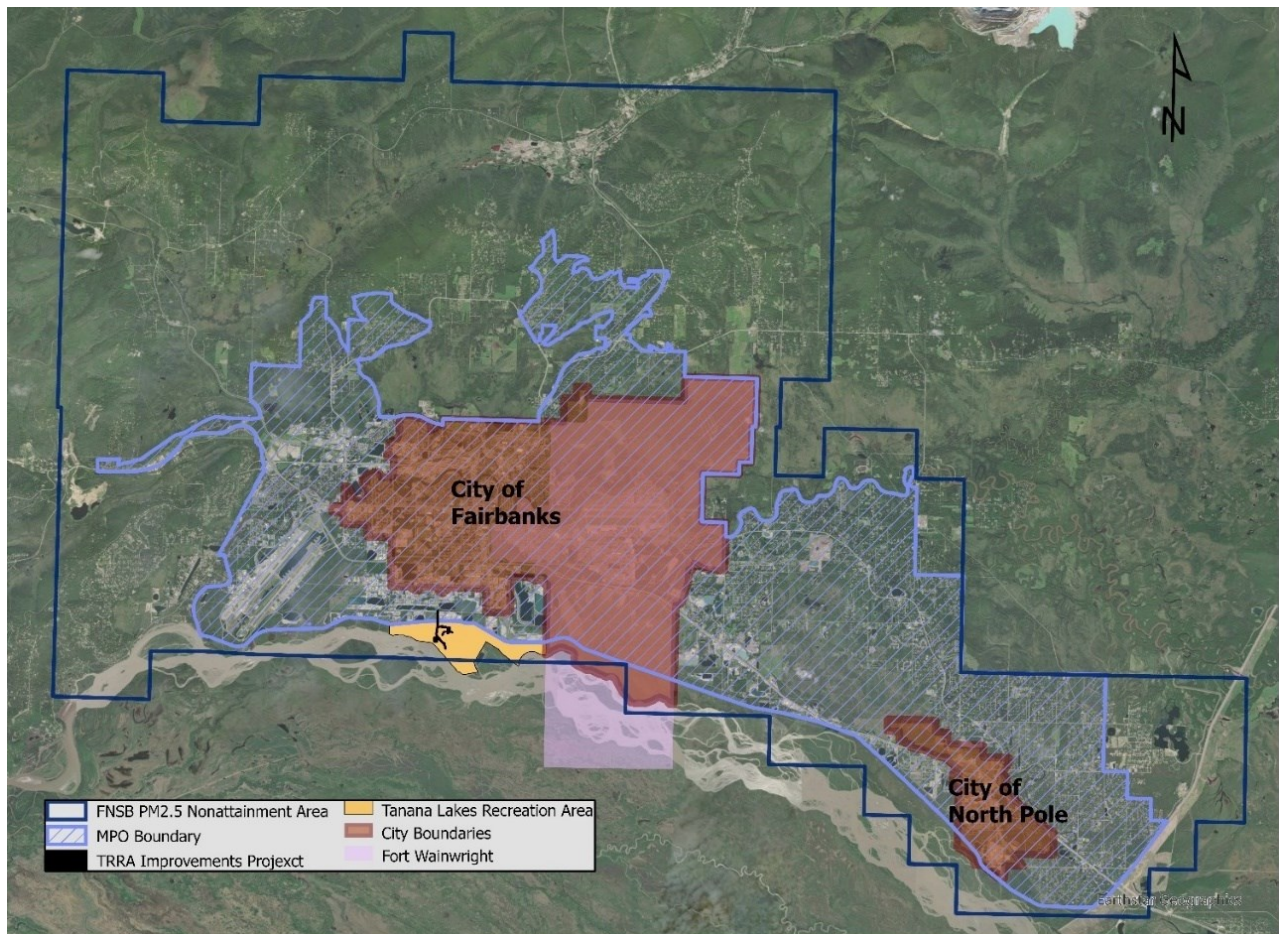 N
City of
Fairbanks
City of
North Pole
FNSB PM2.5 Nonattainment Area
MPO Boundary
TRRA Improvements Projexct
Tanana Lakes Recreation Area
City Boundaries
Fort Wainwright